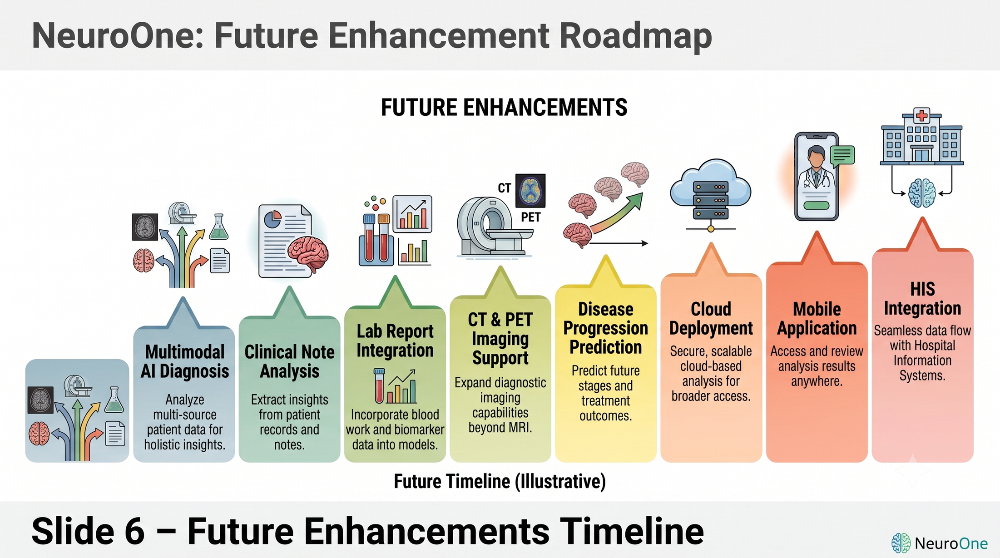 NeuroOne: Future Enhancement Roadmap
FUTURE ENHANCEMENTS
Multimodal
AI Diagnosis
Analyze
multi-source
patient data for
holistic insights.
Clinical Note
Analysis
Extract insights
from patient
records and
notes.
Lab Report
Integration
Incorporate blood
work and biomarker
data into models.
CT
PET
CT & PET
Imaging
Support
Expand diagnostic
imaging
capabilities
beyond MRI.
Disease
Progression
Prediction
Predict future
stages and
treatment
outcomes.
Cloud
Deployment
Secure, scalable
cloud-based
analysis for
broader access.
Mobile
Application
Access and review
analysis results
anywhere.
HIS
Integration
Seamless data flow
with Hospital
Information
Systems.
Future Timeline (Illustrative)
Slide 6 – Future Enhancements Timeline
NeuroOne